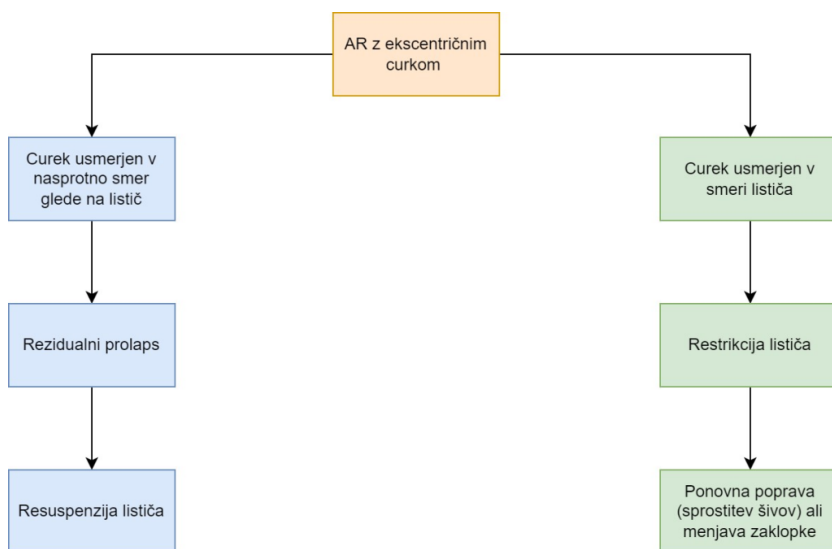 AR z ekscentričnim
curkom
Curek usmerjen v
nasprotno smer
glede na listič
Curek usmerjen v
smeri lističa
Rezidualni prolaps
Restrikcija lističa
Resuspenzija lističa
Ponovna poprava
(sprostitev šivov) ali
menjava zaklopke